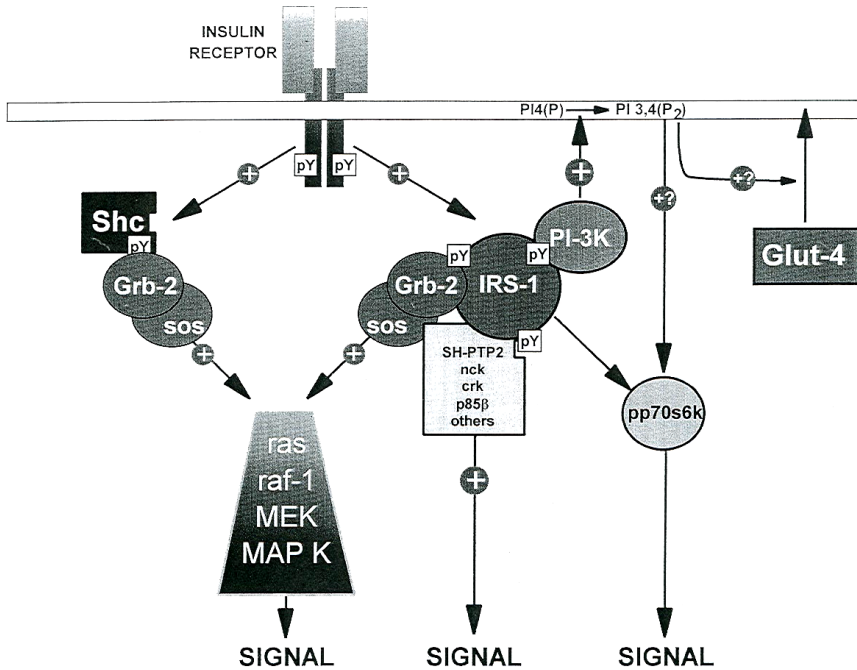 INSULIN
RECEPTOR
PI4(P)
PI 3,4(P2)
pY
pY
+
+
+
+?
+?
Shc
pY
Grb-2
sos
pY
Grb-2
sos
IRS-1
pY
PI-3K
Glut-4
pY
+
+
SH-PTP2
nck
crk
p85β
others
pp70s6k
ras
raf-1
MEK
MAP K
+
SIGNAL
SIGNAL
SIGNAL